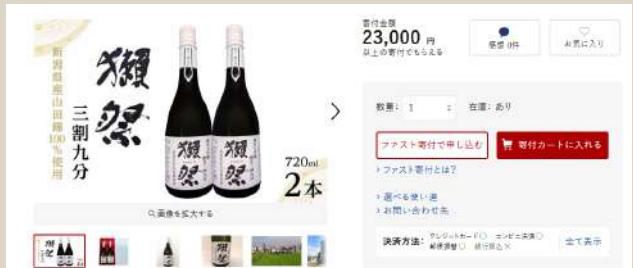 新潟県産山田錦100%使用
獺祭
三割九分
獺祭
獺祭
720ml
2本
画像を拡大する
寄付金額
23,000 円
以上の寄付でもらえる
感想 0件
お気に入り
数量: 1
在庫: あり
ファスト寄付で申し込む
寄付カートに入れる
ファスト寄付とは?
選べる使い道
お問い合わせ先
決済方法:
クレジットカード○ コンビニ決済○
郵便振替○ 銀行振込×
全て表示